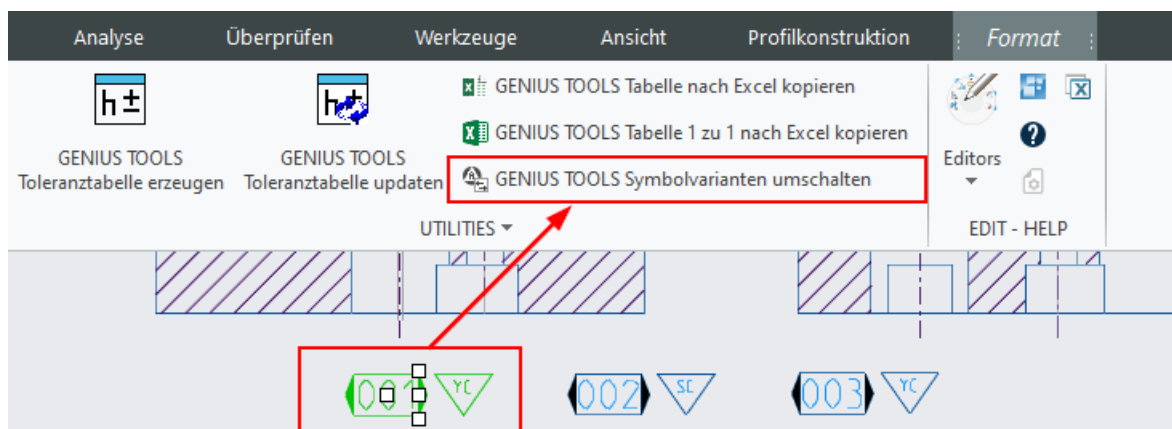 Analyse Überprüfen Werkzeuge Ansicht Profilkonstruktion Format
h ±
GENIUS TOOLS
Toleranztabelle erzeugen
GENIUS TOOLS
Toleranztabelle updaten
GENIUS TOOLS Tabelle nach Excel kopieren
GENIUS TOOLS Tabelle 1 zu 1 nach Excel kopieren
GENIUS TOOLS Symbolvarianten umschalten
UTILITIES
Editors
EDIT - HELP
001 YC
002 SC
003 YC